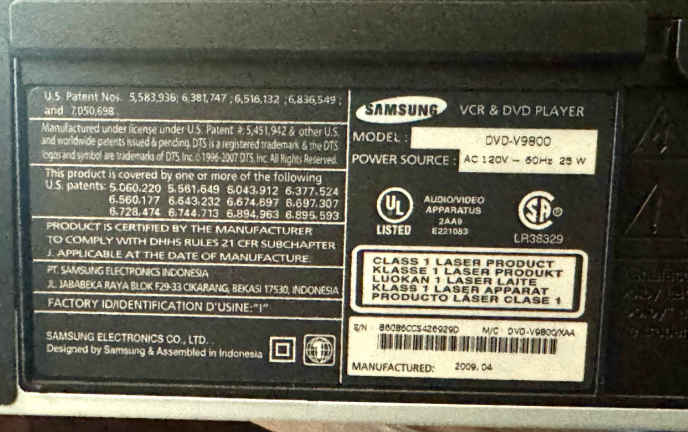 U.S. Patent Nos. 5,583,936; 6,381,747 ; 6,516,132 ; 6,836,549 ;
and 7,050,698
Manufactured under license under U.S. Patent #: 5,451,942 & other U.S.
and worldwide patents issued & pending. DTS is a registered trademark & the DTS
logos and symbol are trademarks of DTS, Inc. © 1996-2007 DTS, Inc. All Rights Reserved.
This product is covered by one or more of the following
U.S. patents: 5.060.220 5.561.649 6.043.912 6.377.524
6.560.177 6.643.232 6.674.697 6.697.307
6.728.474 6.744.713 6.894.963 6.895.593
PRODUCT IS CERTIFIED BY THE MANUFACTURER
TO COMPLY WITH DHHS RULES 21 CFR SUBCHAPTER
J. APPLICABLE AT THE DATE OF MANUFACTURE.
PT. SAMSUNG ELECTRONICS INDONESIA
JL. JABABEKA RAYA BLOK F29-33 CIKARANG, BEKASI 17530, INDONESIA
FACTORY ID/IDENTIFICATION D'USINE:"I"
SAMSUNG ELECTRONICS CO., LTD.
Designed by Samsung & Assembled in Indonesia
SAMSUNG VCR & DVD PLAYER
MODEL : DVD-V9800
POWER SOURCE : AC 120V ~ 60Hz 25 W
UL
LISTED
AUDIO/VIDEO
APPARATUS
2AA9
E221083
SA ®
LR38329
CLASS 1 LASER PRODUCT
KLASSE 1 LASER PRODUKT
LUOKAN 1 LASER LAITE
KLASS 1 LASER APPARAT
PRODUCTO LÁSER CLASE 1
S/N : M/C : DVD-V9800/XAA
MANUFACTURED: 2009.04